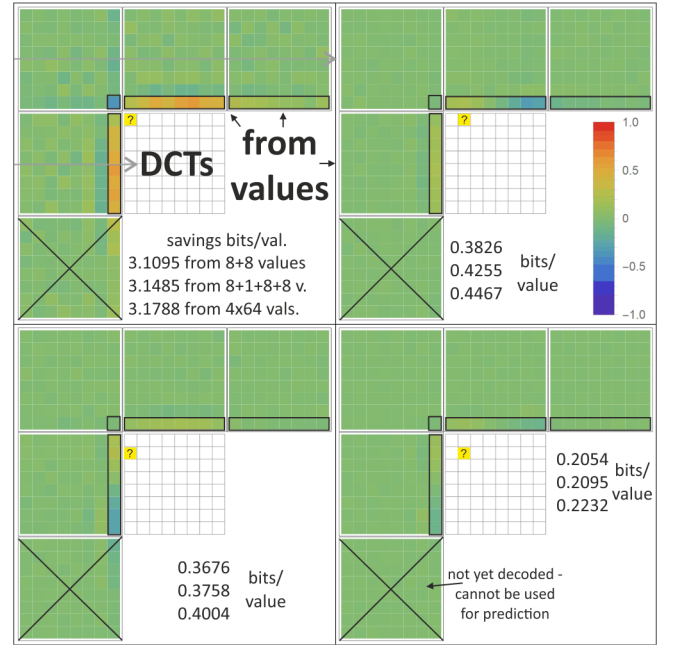 ?
DCTs
from
values
savings bits/val.
3.1095 from 8+8 values
3.1485 from 8+1+8+8 v.
3.1788 from 4x64 vals.
?
1.0
0.5
0
−0.5
−1.0
0.3826
0.4255
0.4467
bits/
value
?
0.3676
0.3758
0.4004
bits/
value
?
0.2054
0.2095
0.2232
bits/
value
not yet decoded -
cannot be used
for prediction